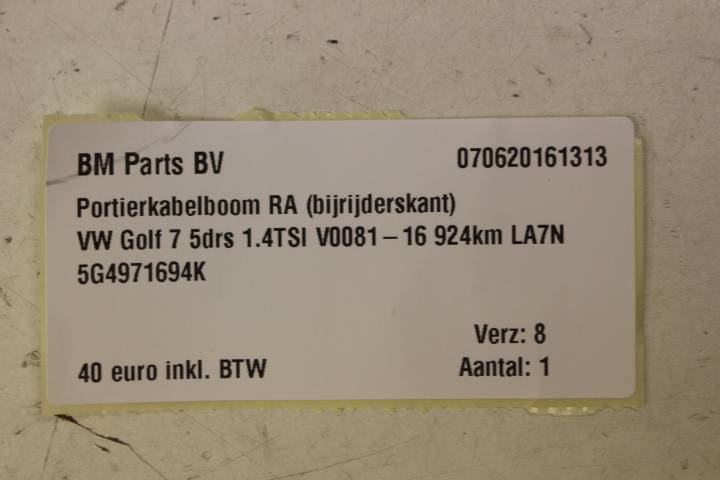 BM Parts BV 070620161313
Portierkabelboom RA (bijrijderskant)
VW Golf 7 5drs 1.4TSI V0081 – 16 924km LA7N
5G4971694K
Verz: 8
40 euro inkl. BTW Aantal: 1